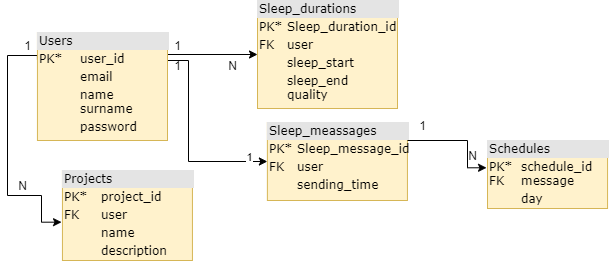 Sleep_durations
PK* Sleep_duration_id
FK user
sleep_start
sleep_end
quality
Users
PK* user_id
email
name
surname
password
1
1
1
N
Sleep_meassages
PK* Sleep_message_id
FK user
sending_time
1
1
N
Schedules
PK* schedule_id
FK message
day
Projects
PK* project_id
FK user
name
description
N